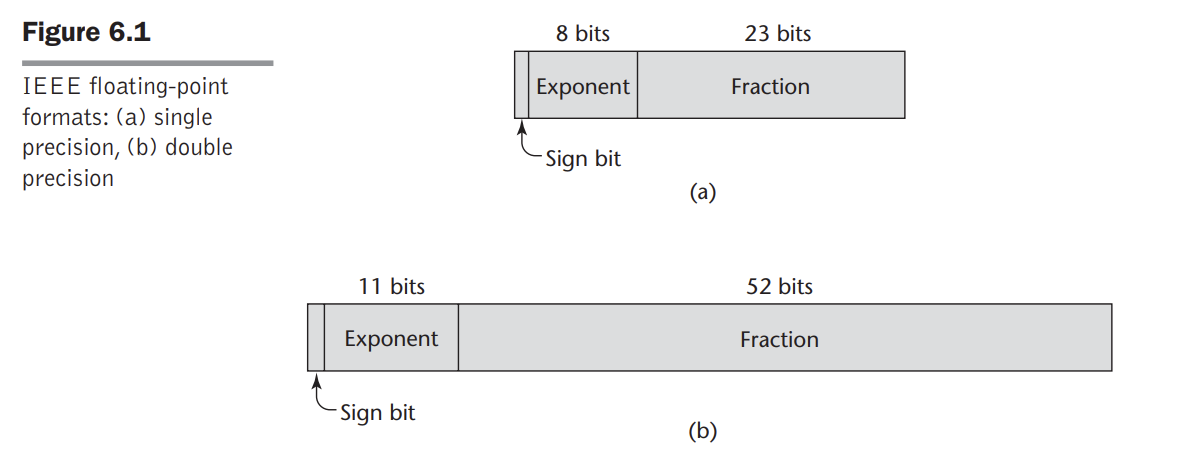 Figure 6.1
IEEE floating-point
formats: (a) single
precision, (b) double
precision
8 bits 23 bits
Exponent Fraction
Sign bit
(a)
11 bits 52 bits
Exponent Fraction
Sign bit
(b)